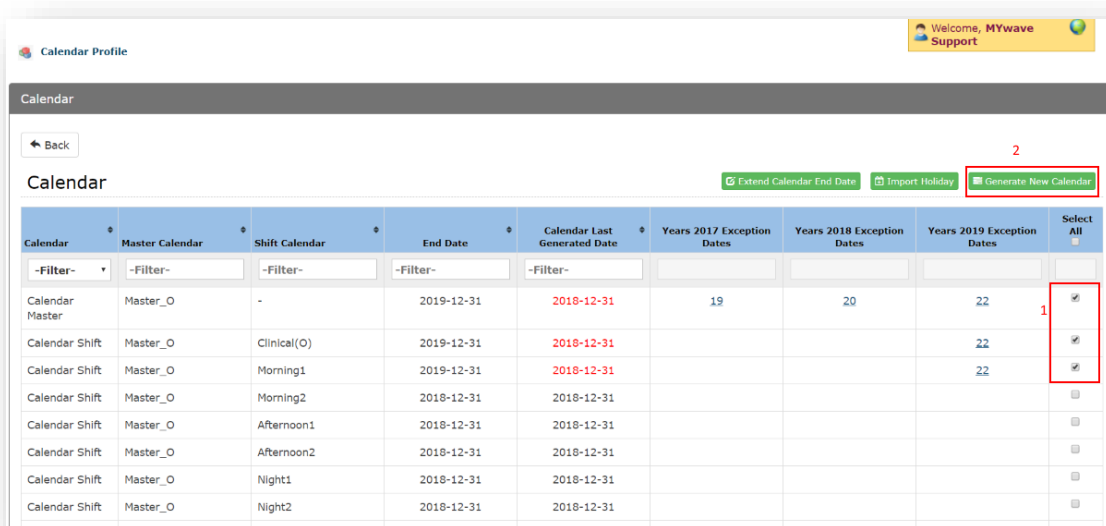 Welcome, MYwave
Support
Calendar Profile
Calendar
Back
2
Calendar
Extend Calendar End Date
Import Holiday
Generate New Calendar
Calendar Master Calendar Shift Calendar End Date Calendar Last Generated Date Years 2017 Exception Dates Years 2018 Exception Dates Years 2019 Exception Dates Select All
-Filter- -Filter- -Filter- -Filter- -Filter-
Calendar Master Master_O - 2019-12-31 2018-12-31 19 20 22
1
Calendar Shift Master_O Clinical(O) 2019-12-31 2018-12-31 22
Calendar Shift Master_O Morning1 2019-12-31 2018-12-31 22
Calendar Shift Master_O Morning2 2018-12-31 2018-12-31
Calendar Shift Master_O Afternoon1 2018-12-31 2018-12-31
Calendar Shift Master_O Afternoon2 2018-12-31 2018-12-31
Calendar Shift Master_O Night1 2018-12-31 2018-12-31
Calendar Shift Master_O Night2 2018-12-31 2018-12-31